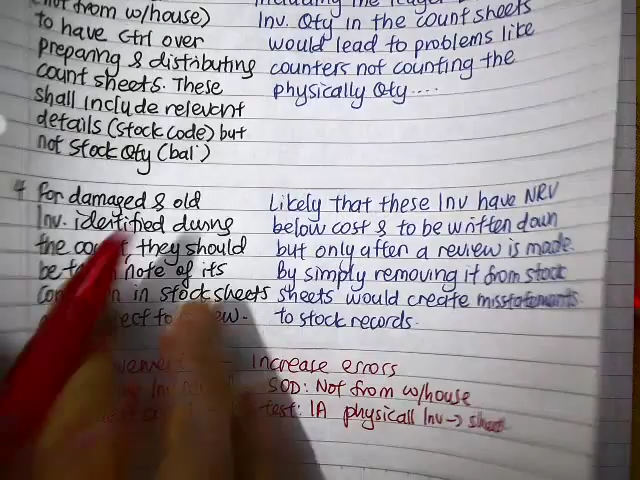 (not from w/house)
to have ctrl over
preparing & distributing
count sheets. These
shall include relevent
details (stock code) but
not stock Qty (bal)
including the
Inv. Qty in the count sheets
would lead to problems like
counters not counting the
physically Qty....
4 for damaged & old
Inv. identified during
the they should
be note of its
in stock sheets
Likely that these Inv have NRV
below cost & to be written down
but only after a review is made.
By simply removing it from stock
sheets would create misstatements
to stock records.
Increase errors
SOD: Not from w/house
test: IA physicall Inv->